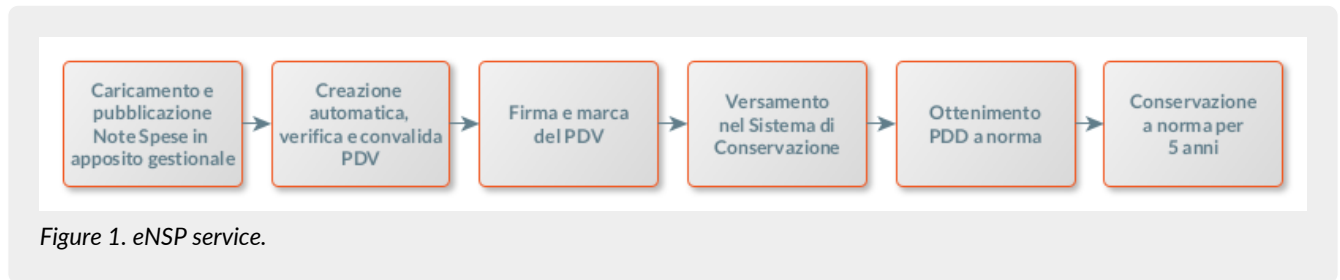 Caricamento e
pubblicazione
Note Spese in
apposito gestionale
Creazione
automatica,
verifica e convalida
PDV
Firma e marca
del PDV
Versamento
nel Sistema di
Conservazione
Ottenimento
PDD a norma
Conservazione
a norma per
5 anni
Figure 1. eNSP service.